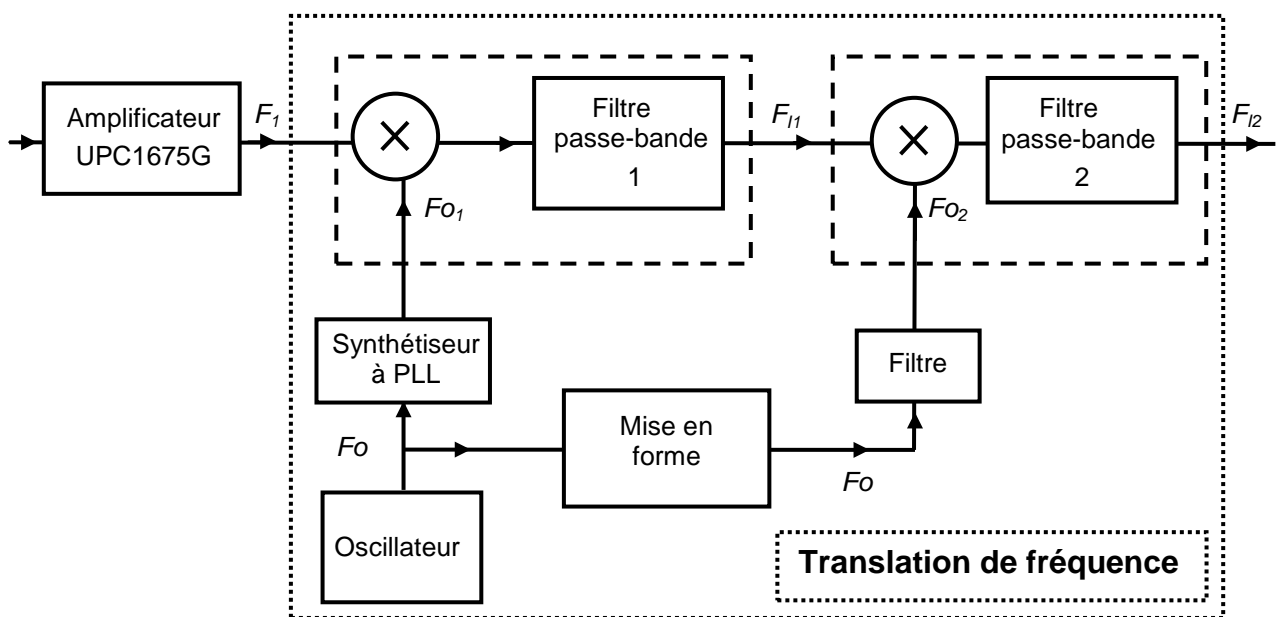 Amplificateur
UPC1675G
F1
×
Fo1
Filtre
passe-bande
1
FI1
×
Fo2
Filtre
passe-bande
2
FI2
Synthétiseur
à PLL
Filtre
Fo
Mise en
forme
Fo
Oscillateur
Translation de fréquence